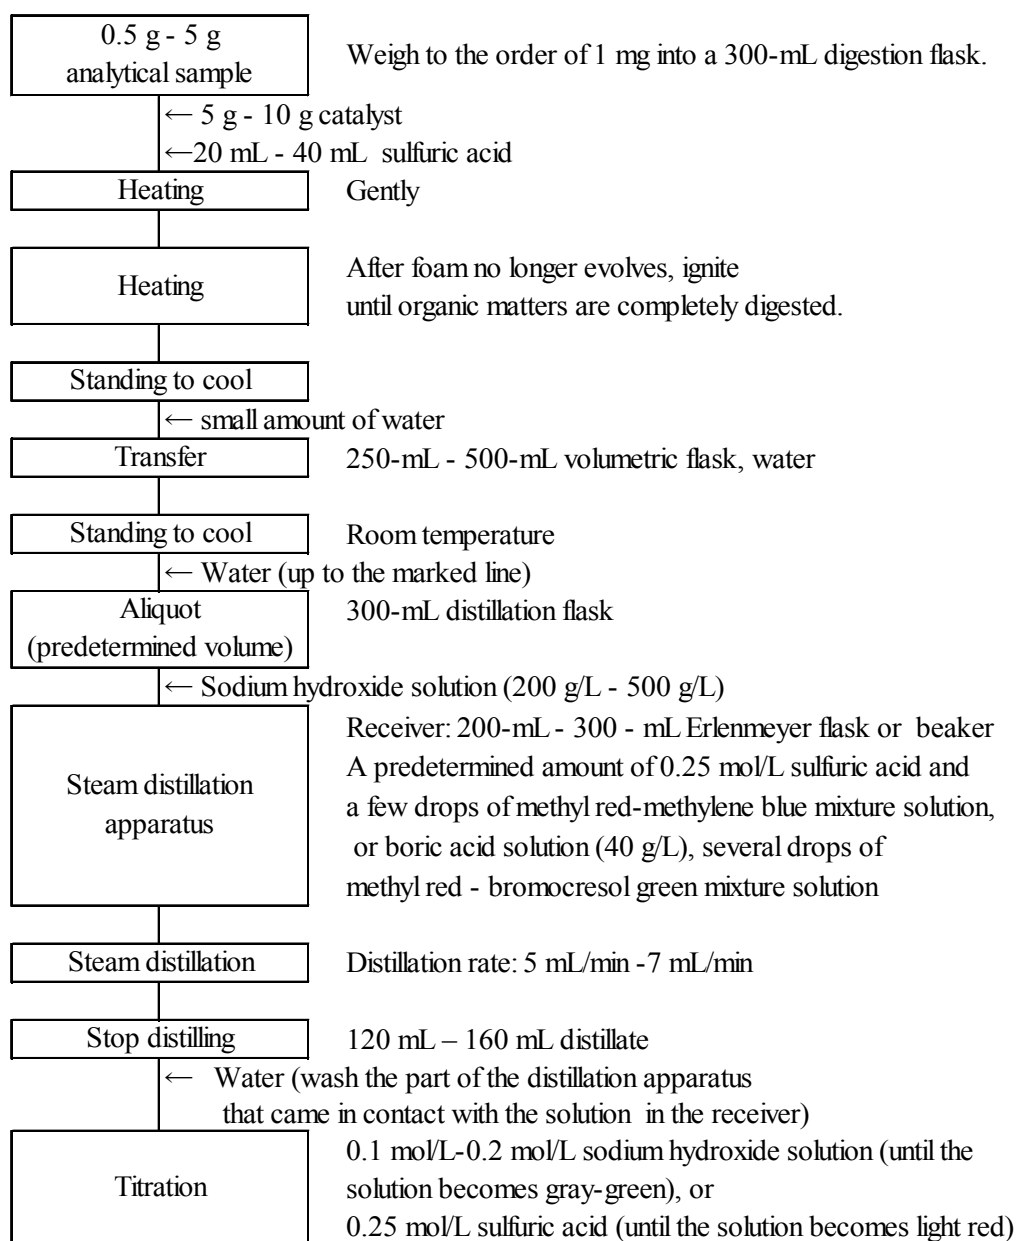 0.5 g - 5 g
analytical sample
Weigh to the order of 1 mg into a 300-mL digestion flask.
← 5 g - 10 g catalyst
←20 mL - 40 mL sulfuric acid
Heating
Gently
Heating
After foam no longer evolves, ignite
until organic matters are completely digested.
Standing to cool
← small amount of water
Transfer
250-mL - 500-mL volumetric flask, water
Standing to cool
Room temperature
← Water (up to the marked line)
Aliquot
(predetermined volume)
300-mL distillation flask
← Sodium hydroxide solution (200 g/L - 500 g/L)
Steam distillation
apparatus
Receiver: 200-mL - 300 - mL Erlenmeyer flask or beaker
A predetermined amount of 0.25 mol/L sulfuric acid and
a few drops of methyl red-methylene blue mixture solution,
or boric acid solution (40 g/L), several drops of
methyl red - bromocresol green mixture solution
Steam distillation
Distillation rate: 5 mL/min -7 mL/min
Stop distilling
120 mL – 160 mL distillate
← Water (wash the part of the distillation apparatus
that came in contact with the solution in the receiver)
Titration
0.1 mol/L-0.2 mol/L sodium hydroxide solution (until the
solution becomes gray-green), or
0.25 mol/L sulfuric acid (until the solution becomes light red)